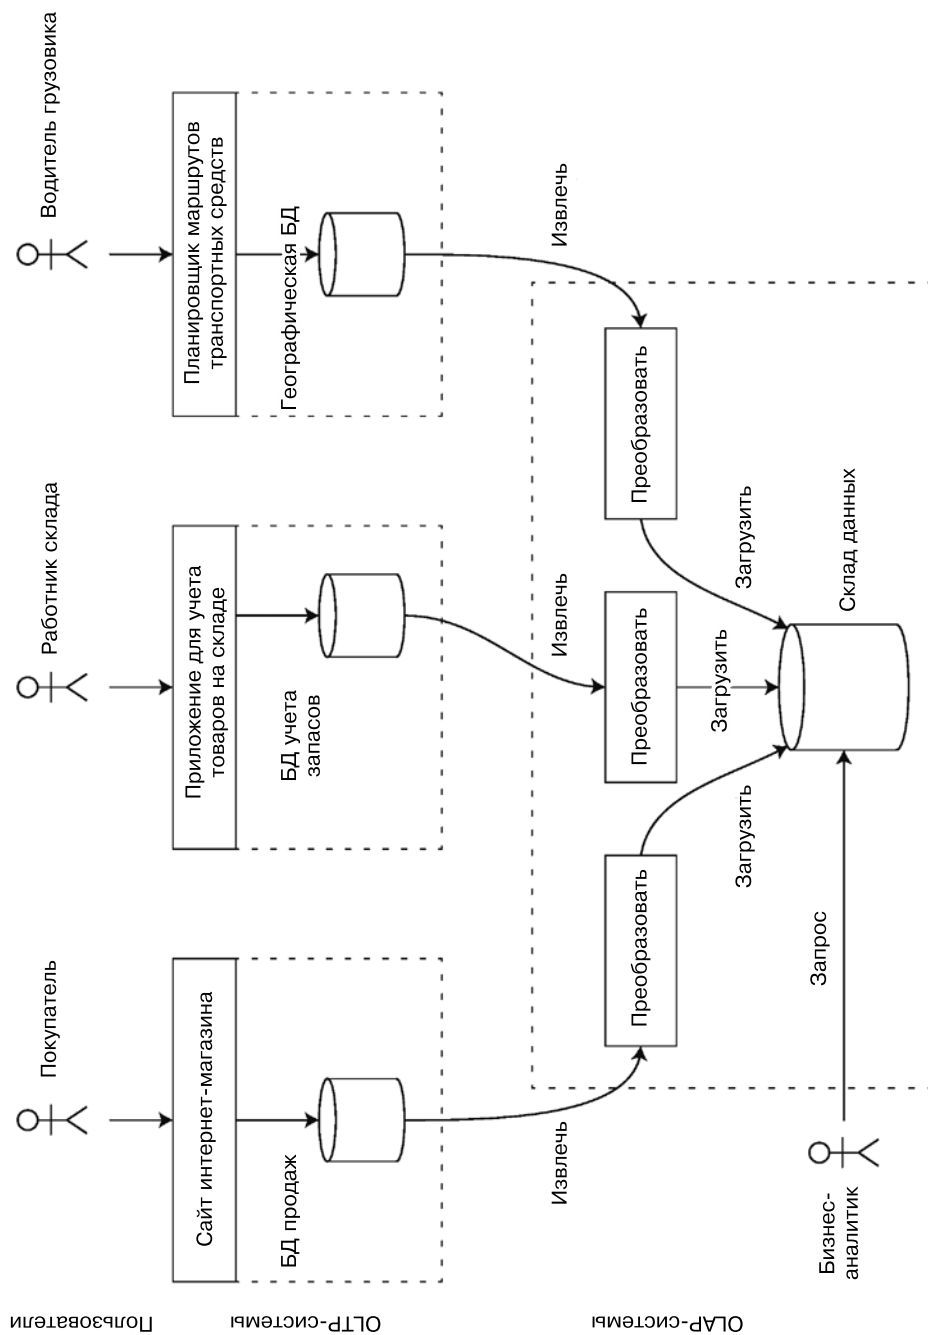 Пользователи
Покупатель
Работник склада
Водитель грузовика
OLTP-системы
Сайт интернет-магазина
Приложение для учета
товаров на складе
Планировщик маршрутов
транспортных средств
БД продаж
БД учета
запасов
Географическая БД
Извлечь
Извлечь
Извлечь
OLAP-системы
Преобразовать
Преобразовать
Преобразовать
Загрузить
Загрузить
Загрузить
Бизнес-
аналитик
Запрос
Склад данных